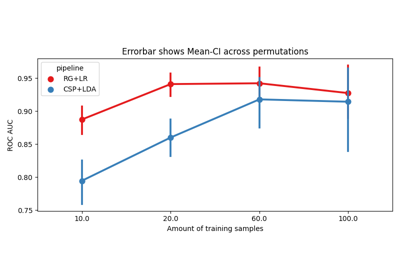 Errorbar shows Mean-CI across permutations
pipeline
RG+LR
CSP+LDA
ROC AUC
0.95
0.90
0.85
0.80
0.75
10.0 20.0 60.0 100.0
Amount of training samples